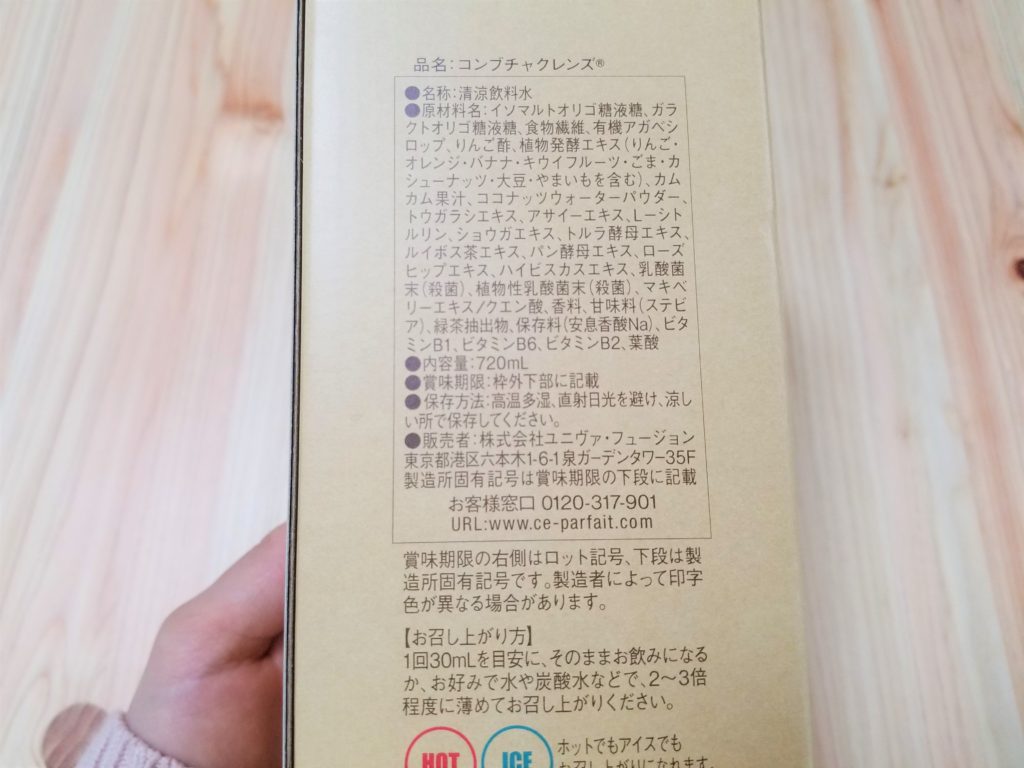 品名:コンブチャクレンズ®
●名称:清涼飲料水
●原材料名:イソマルトオリゴ糖液糖、ガラ
クトオリゴ糖液糖、食物繊維、有機アガベシ
ロップ、りんご酢、植物発酵エキス(りんご・
オレンジ・バナナ・キウイフルーツ・ごま・カ
シューナッツ・大豆・やまいもを含む)、カム
カム果汁、ココナッツウォーターパウダー、
トウガラシエキス、アサイーエキス、L-シト
ルリン、ショウガエキス、トルラ酵母エキス、
ルイボス茶エキス、パン酵母エキス、ローズ
ヒップエキス、ハイビスカスエキス、乳酸菌
末(殺菌)、植物性乳酸菌末(殺菌)、マキベ
リーエキス/クエン酸、香料、甘味料(ステビ
ア)、緑茶抽出物、保存料(安息香酸Na)、ビタ
ミンB1、ビタミンB6、ビタミンB2、葉酸
●内容量:720mL
●賞味期限:枠外下部に記載
●保存方法:高温多湿、直射日光を避け、涼し
い所で保存してください。
●販売者:株式会社ユニヴァ・フュージョン
東京都港区六本木1-6-1泉ガーデンタワー35F
製造所固有記号は賞味期限の下段に記載
お客様窓口 0120-317-901
URL:www.ce-parfait.com
賞味期限の右側はロット記号、下段は製
造所固有記号です。製造者によって印字
色が異なる場合があります。
【お召し上がり方】
1回30mLを目安に、そのままお飲みになる
か、お好みで水や炭酸水などで、2~3倍
程度に薄めてお召し上がりください。
HOT ICE ホットでもアイスでも
お召し上がりになれます。